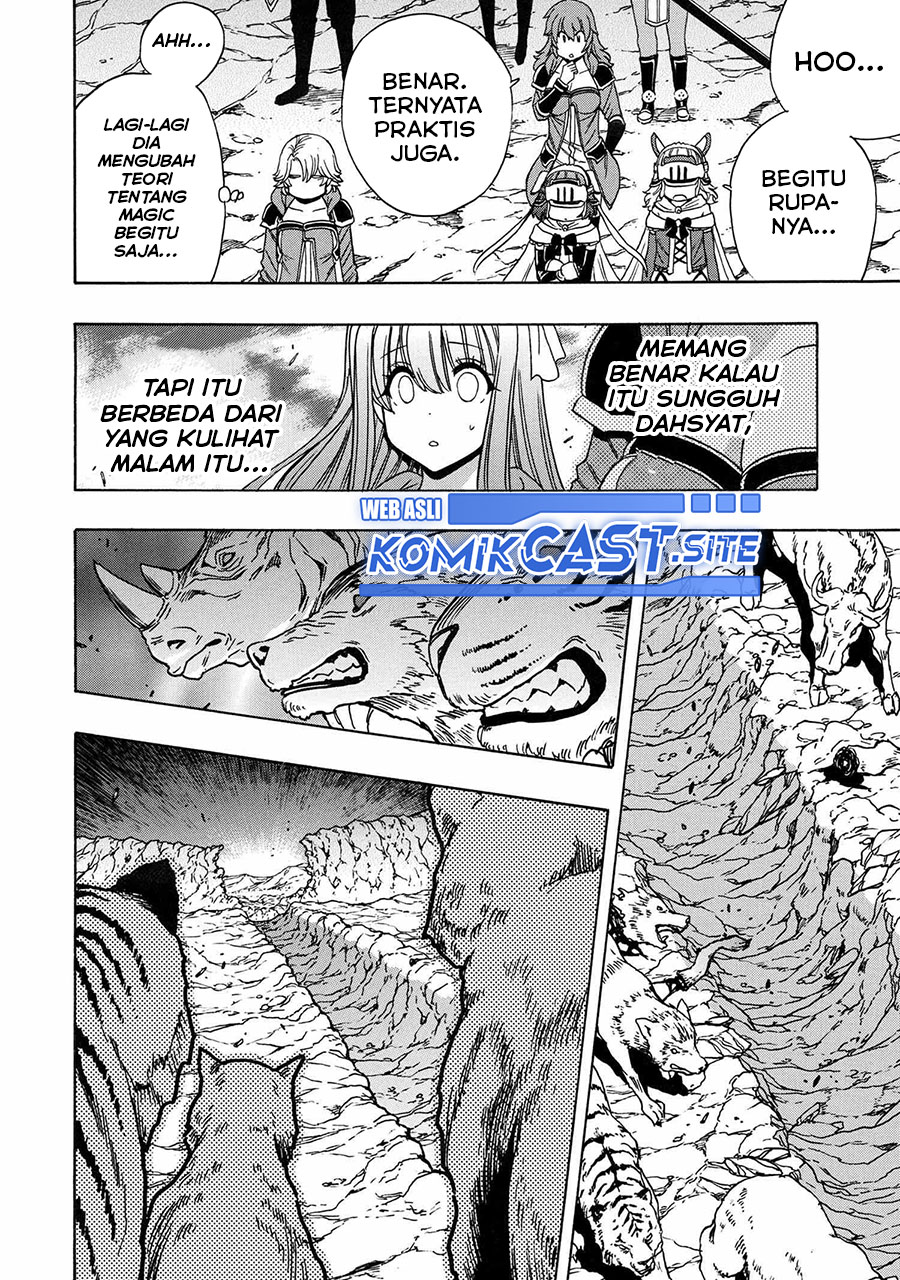 HOO...
BEGITU
RUPA-
NYA...
BENAR.
TERNYATA
PRAKTIS
JUGA.
AHH...
LAGI-LAGI
DIA
MENGUBAH
TEORI
TENTANG
MAGIC
BEGITU
SAJA...
MEMANG
BENAR KALAU
ITU SUNGGUH
DAHSYAT,
TAPI ITU
BERBEDA DARI
YANG KULIHAT
MALAM ITU...
WEB ASLI
KOMIKCAST.SITE